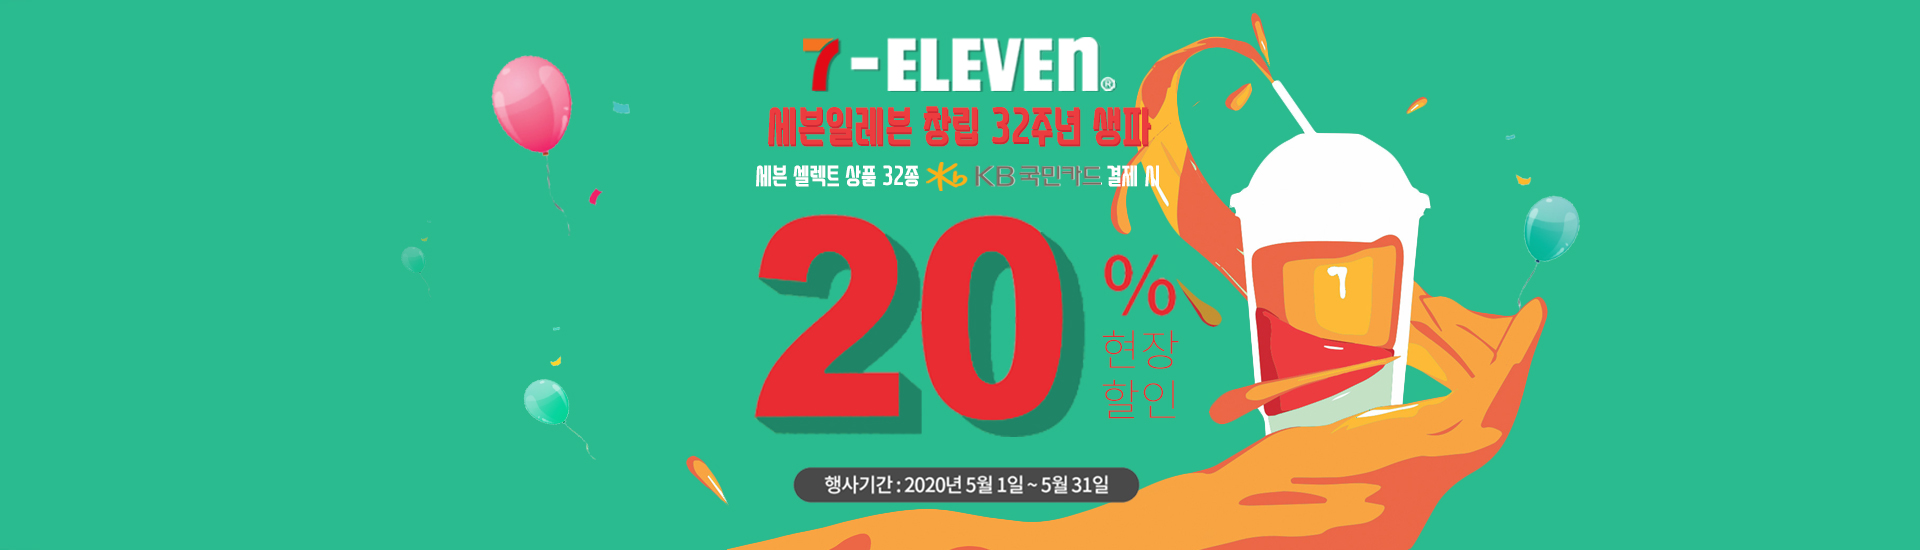 7-ELEVEn®
세븐일레븐 창립 32주년 생파
세븐 셀렉트 상품 32종 Kb KB국민카드 결제 시
20%
현장
할인
행사기간 : 2020년 5월 1일 ~ 5월 31일
7